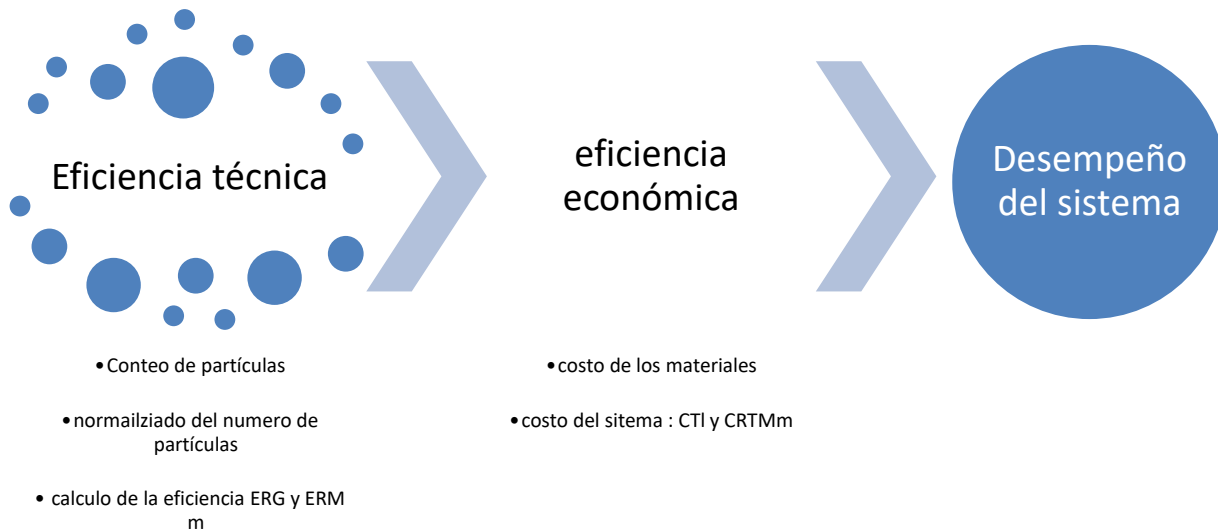 Eficiencia técnica
• Conteo de partículas
• normailziado del numero de
partículas
• calculo de la eficiencia ERG y ERM
m
eficiencia
económica
• costo de los materiales
• costo del sitema : CTl y CRTMm
Desempeño
del sistema